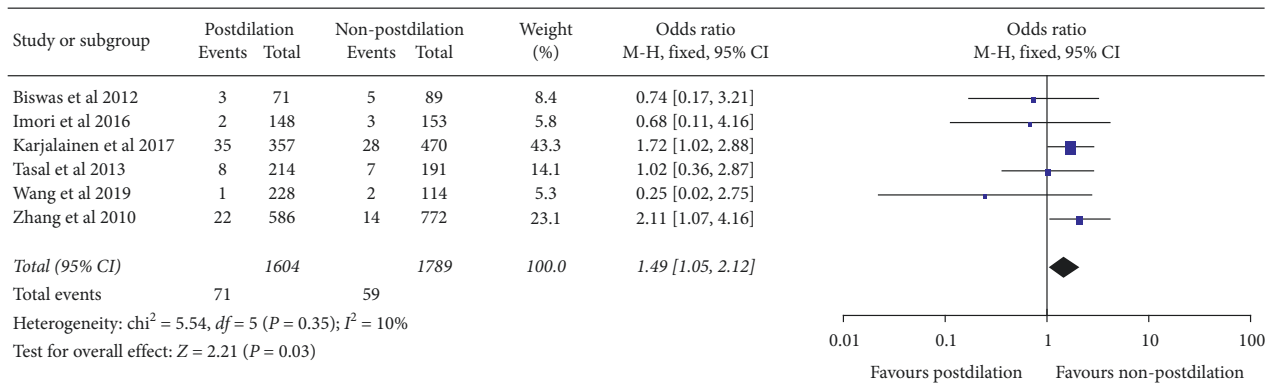 Study or subgroup Postdilation Non-postdilation Weight Odds ratio Odds ratio
Events Total Events Total (%) M-H, fixed, 95% CI M-H, fixed, 95% CI
Biswas et al 2012 3 71 5 89 8.4 0.74 [0.17, 3.21]
Imori et al 2016 2 148 3 153 5.8 0.68 [0.11, 4.16]
Karjalainen et al 2017 35 357 28 470 43.3 1.72 [1.02, 2.88]
Tasal et al 2013 8 214 7 191 14.1 1.02 [0.36, 2.87]
Wang et al 2019 1 228 2 114 5.3 0.25 [0.02, 2.75]
Zhang et al 2010 22 586 14 772 23.1 2.11 [1.07, 4.16]
Total (95% CI) 1604 1789 100.0 1.49 [1.05, 2.12]
Total events 71 59
Heterogeneity: chi² = 5.54, df = 5 (P = 0.35); I² = 10%
Test for overall effect: Z = 2.21 (P = 0.03)
0.01 0.1 1 10 100
Favours postdilation Favours non-postdilation